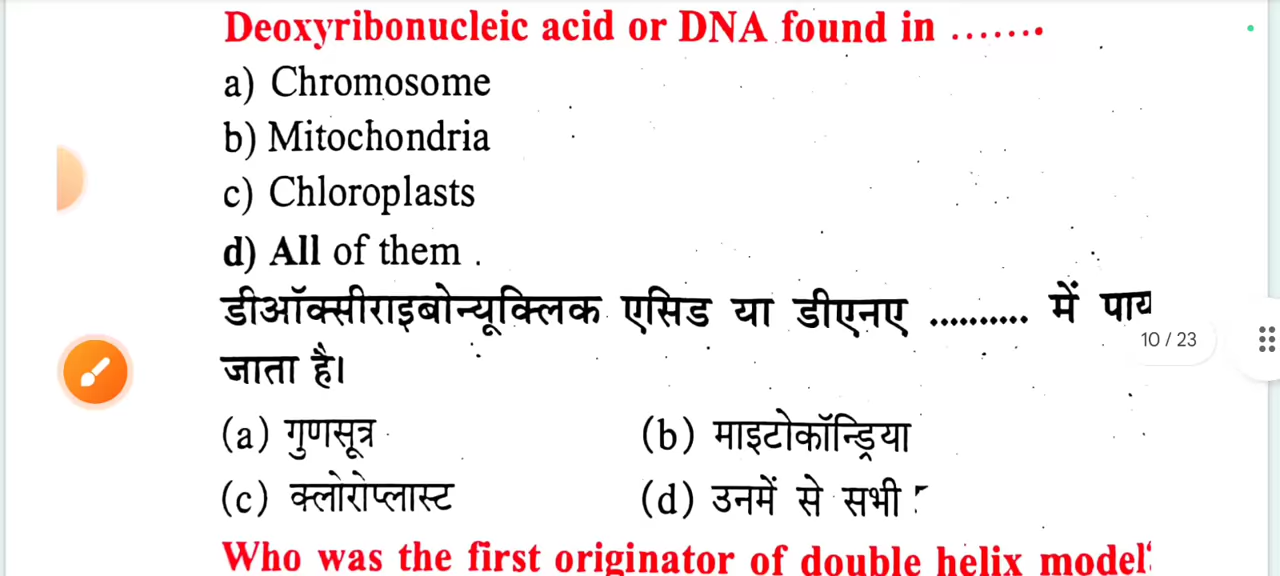 Deoxyribonucleic acid or DNA found in .......
a) Chromosome
b) Mitochondria
c) Chloroplasts
d) All of them .
डीऑक्सीराइबोन्यूक्लिक एसिड या डीएनए .......... में पाय
10 / 23
जाता है।
(a) गुणसूत्र (b) माइटोकॉन्ड्रिया
(c) क्लोरोप्लास्ट (d) उनमें से सभी
Who was the first originator of double helix model